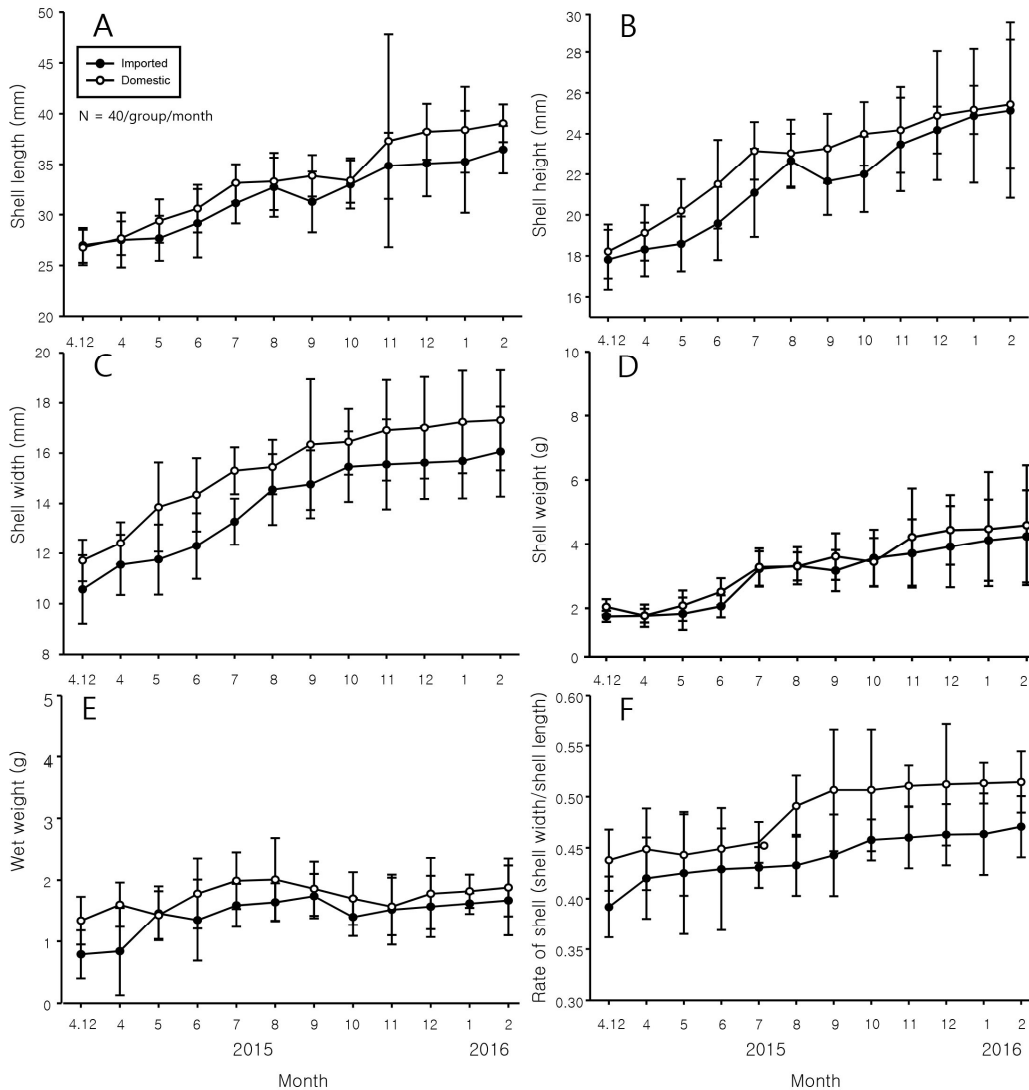 A
Shell length (mm)
50
45
40
35
30
25
20
Imported
Domestic
N = 40/group/month
4.12 4 5 6 7 8 9 10 11 12 1 2
B
Shell height (mm)
28
26
24
22
20
18
16
4.12 4 5 6 7 8 9 10 11 12 1 2
C
Shell width (mm)
20
18
16
14
12
10
8
4.12 4 5 6 7 8 9 10 11 12 1 2
D
Shell weight (g)
10
8
6
4
2
0
4.12 4 5 6 7 8 9 10 11 12 1 2
E
Wet weight (g)
5
4
3
2
1
0
4.12 4 5 6 7 8 9 10 11 12 1 2
2015 2016
Month
F
Rate of shell (shell width/shell length)
0.60
0.55
0.50
0.45
0.40
0.35
0.30
4.12 4 5 6 7 8 9 10 11 12 1 2
2015 2016
Month